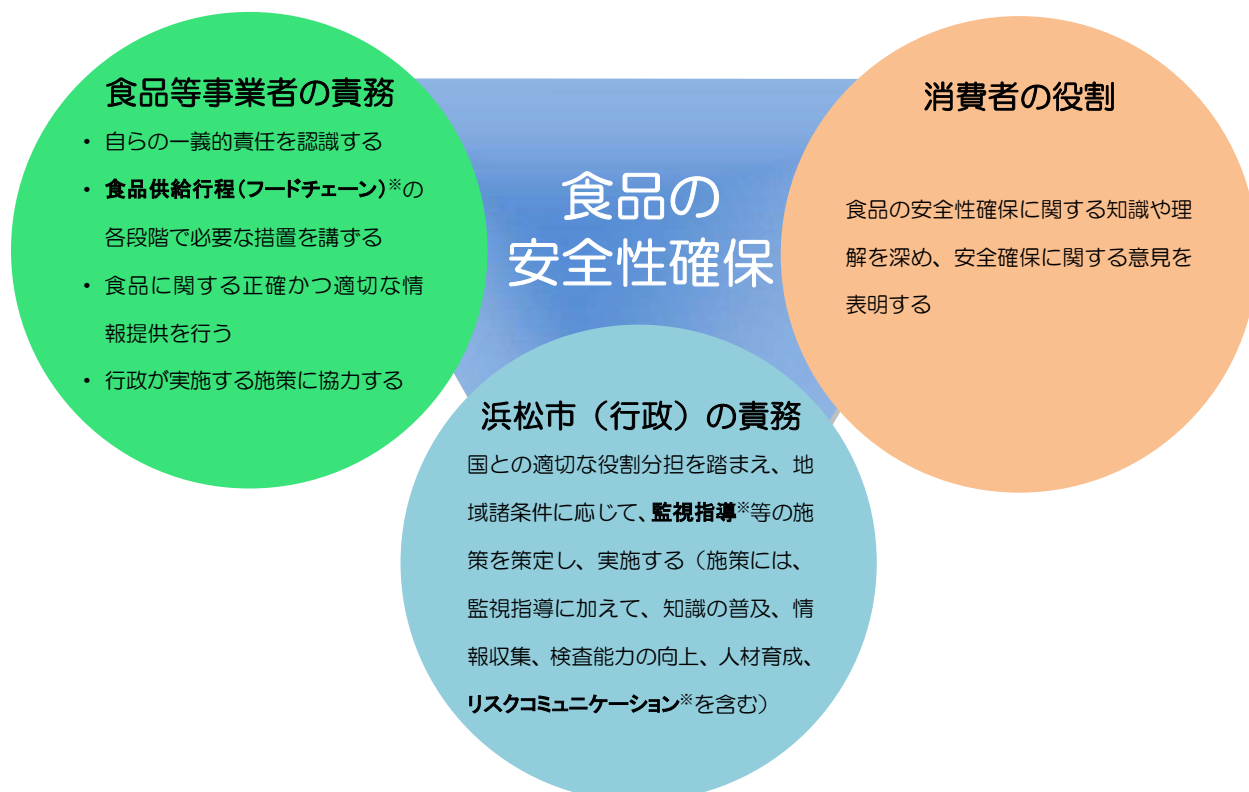 食品等事業者の責務
・ 自らの一義的責任を認識する
・ 食品供給行程(フードチェーン)※の
各段階で必要な措置を講ずる
・ 食品に関する正確かつ適切な情
報提供を行う
・ 行政が実施する施策に協力する
食品の
安全性確保
消費者の役割
食品の安全性確保に関する知識や理
解を深め、安全確保に関する意見を
表明する
浜松市（行政）の責務
国との適切な役割分担を踏まえ、地
域諸条件に応じて、監視指導※等の施
策を策定し、実施する（施策には、
監視指導に加えて、知識の普及、情
報収集、検査能力の向上、人材育成、
リスクコミュニケーション※を含む）